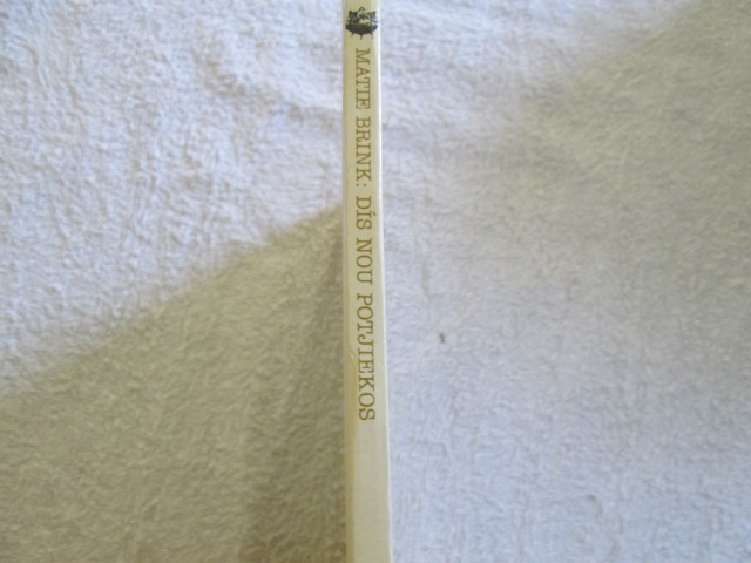 MATIE BRINK: DÍS NOU POTJIEKOS